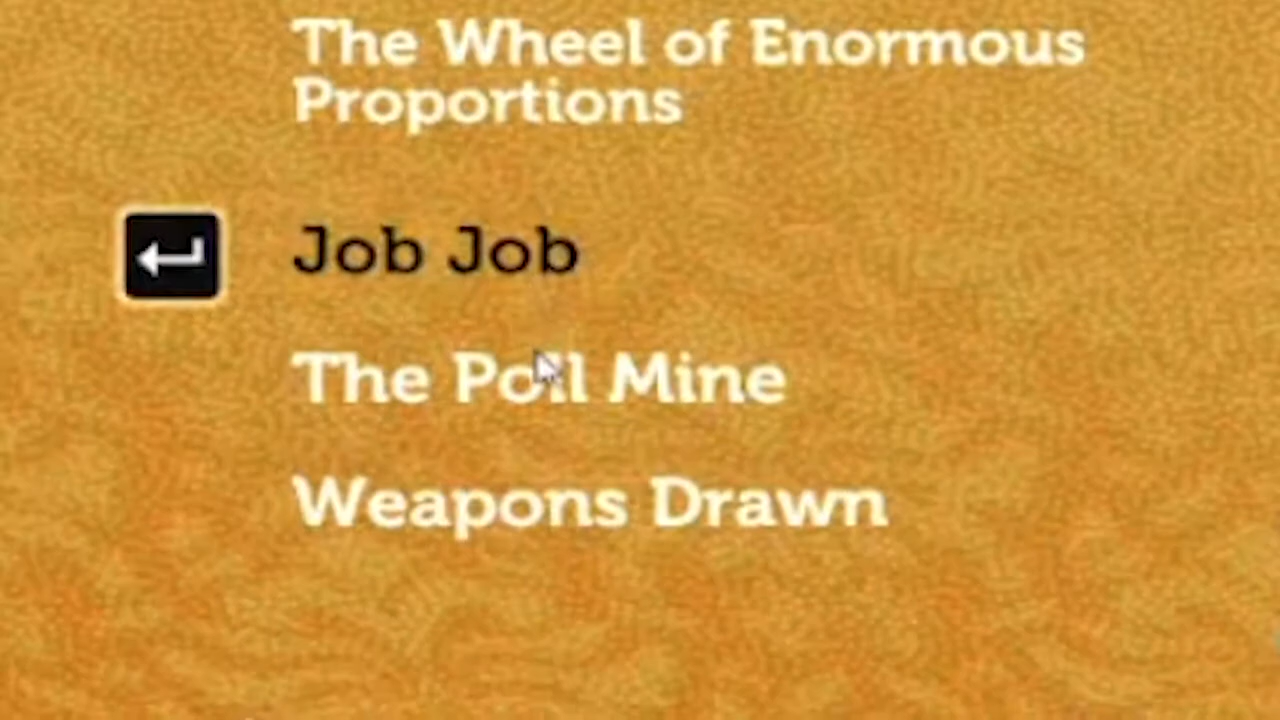 The Wheel of Enormous
Proportions
Job Job
The Poll Mine
Weapons Drawn